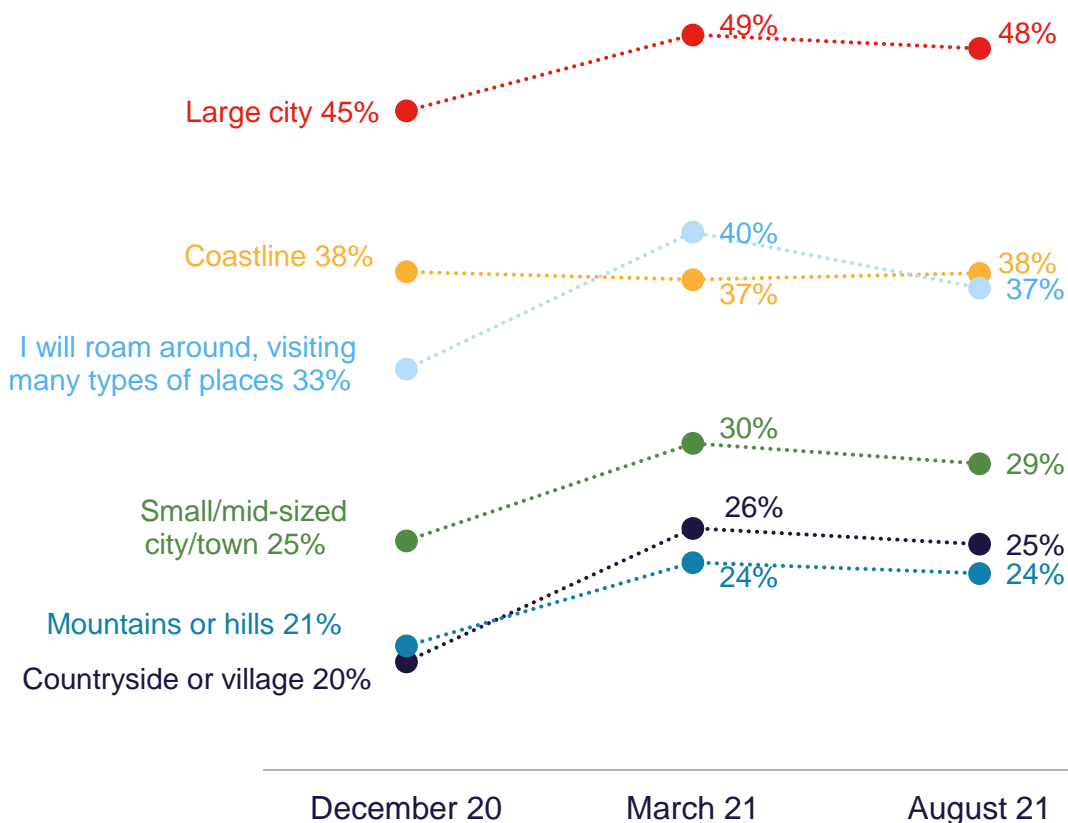 49%
48%
Large city 45%
40%
Coastline 38%
38%
37%
37%
I will roam around, visiting
many types of places 33%
30%
29%
Small/mid-sized
city/town 25%
26%
25%
24%
24%
Mountains or hills 21%
Countryside or village 20%
December 20
March 21
August 21